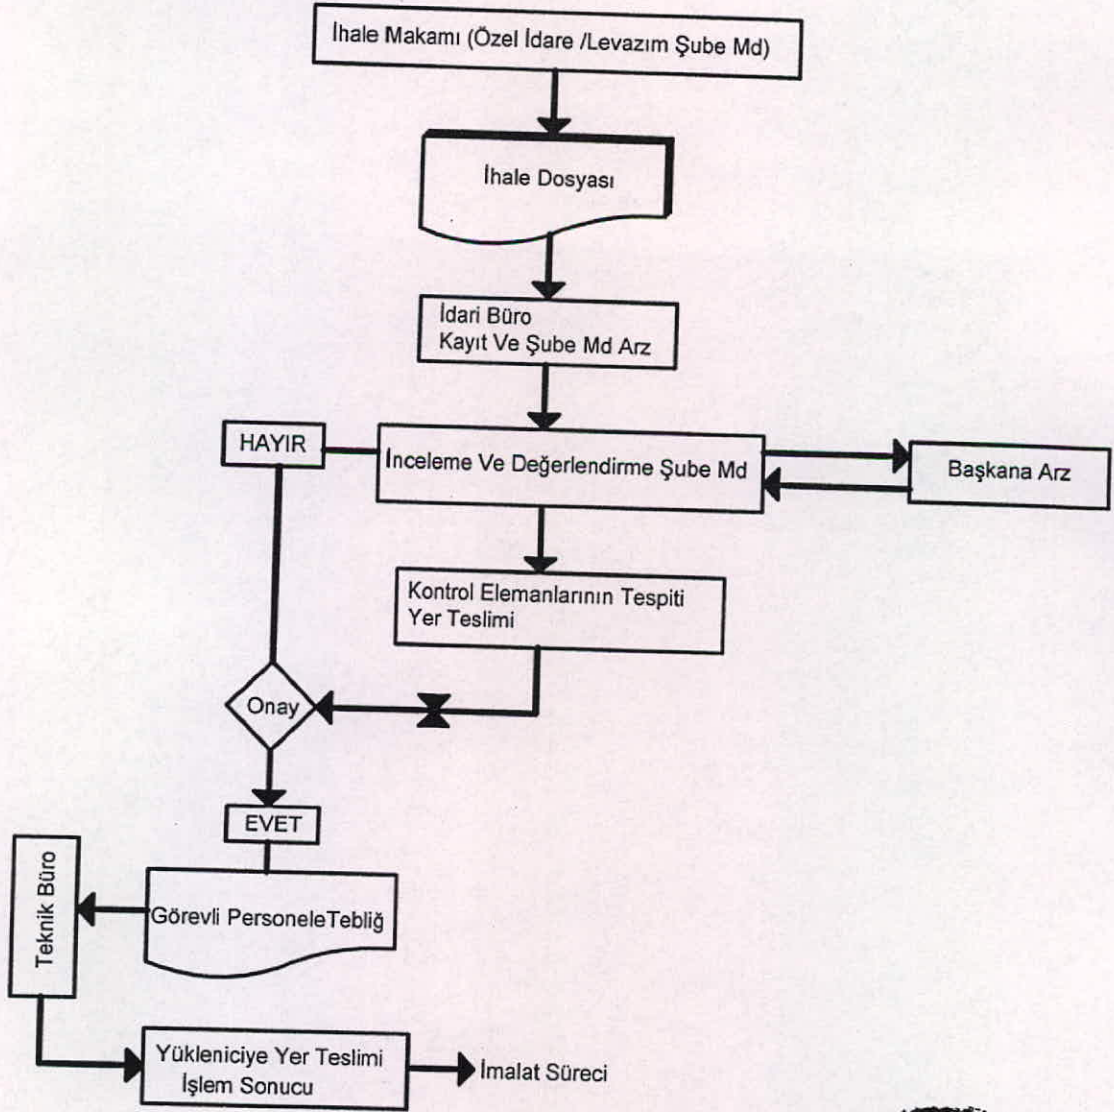 İhale Makamı (Özel İdare /Levazım Şube Md)
İhale Dosyası
İdari Büro
Kayıt Ve Şube Md Arz
HAYIR
İnceleme Ve Değerlendirme Şube Md
Başkana Arz
Kontrol Elemanlarının Tespiti
Yer Teslimi
Onay
EVET
Teknik Büro
Görevli Personele Tebliğ
Yükleniciye Yer Teslimi
İşlem Sonucu
İmalat Süreci